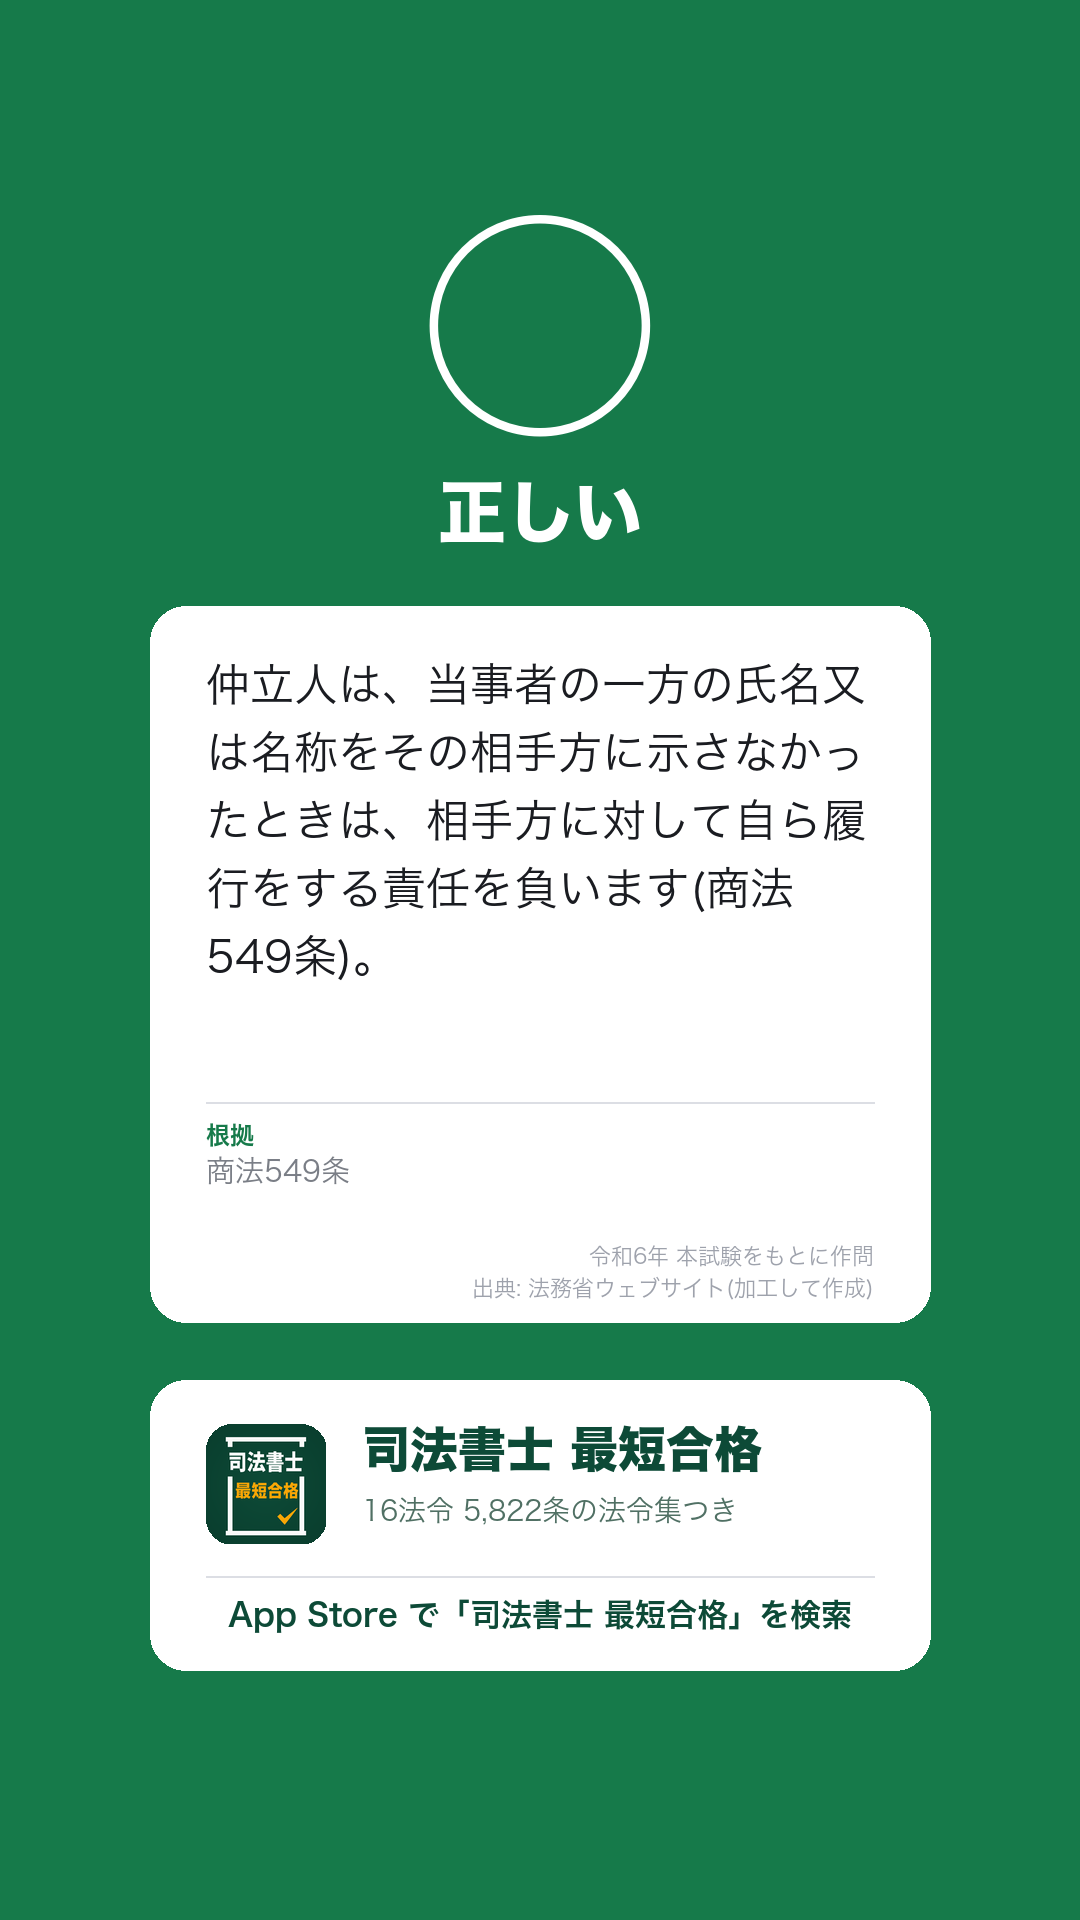 正しい
仲立人は、当事者の一方の氏名又
は名称をその相手方に示さなかっ
たときは、相手方に対して自ら履
行をする責任を負います(商法
549条)。
根拠
商法549条
令和6年 本試験をもとに作問
出典: 法務省ウェブサイト(加工して作成)
司法書士
最短合格
司法書士 最短合格
16法令 5,822条の法令集つき
App Store で「司法書士 最短合格」を検索